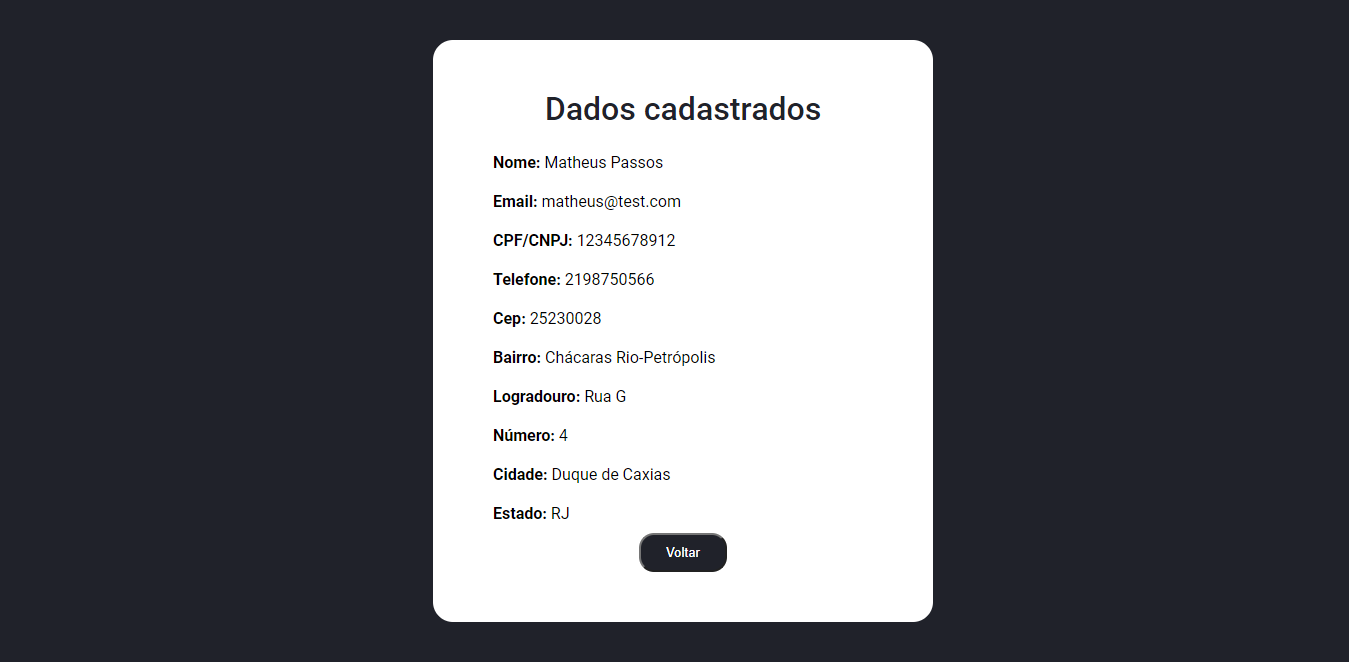 Dados cadastrados
Nome: Matheus Passos
Email: matheus@test.com
CPF/CNPJ: 12345678912
Telefone: 2198750566
Cep: 25230028
Bairro: Chácaras Rio-Petrópolis
Logradouro: Rua G
Número: 4
Cidade: Duque de Caxias
Estado: RJ
Voltar